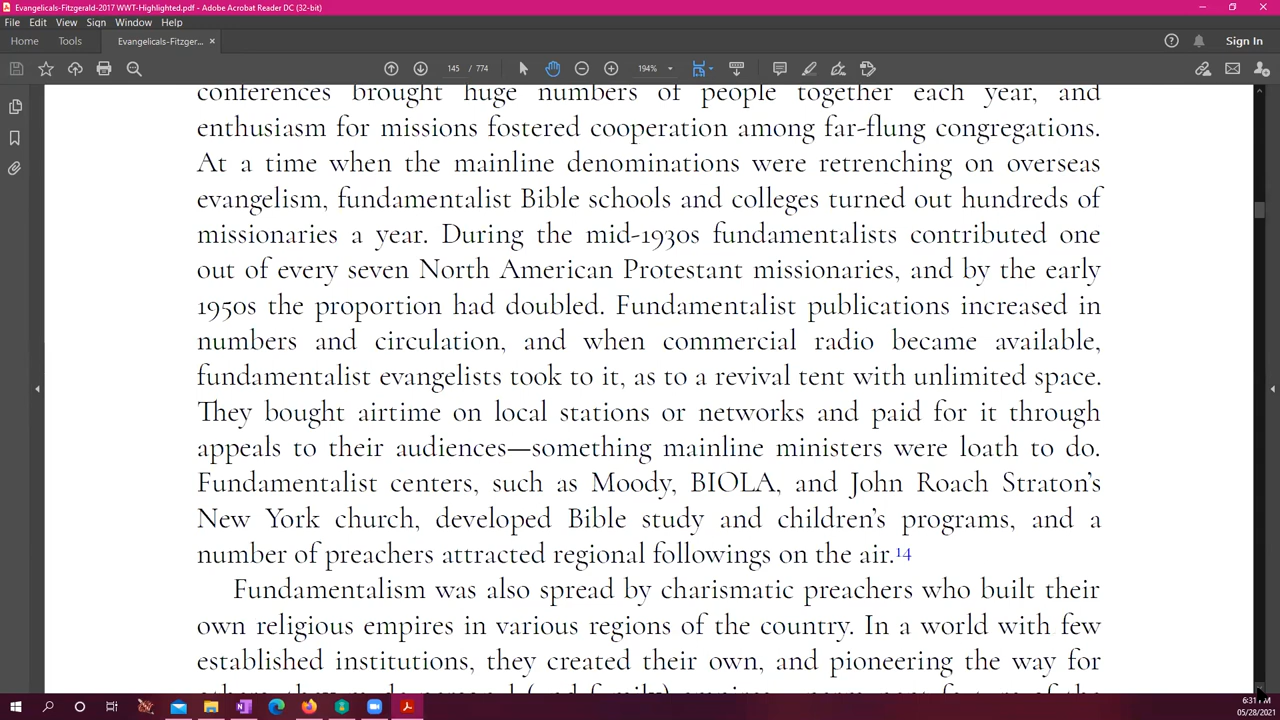 Evangelicals-Fitzgerald-2017 WWT-Highlighted.pdf - Adobe Acrobat Reader DC (32-bit)
File Edit View Sign Window Help
Home Tools Evangelicals-Fitzger... × Sign In
145 / 774 194%
conferences brought huge numbers of people together each year, and
enthusiasm for missions fostered cooperation among far-flung congregations.
At a time when the mainline denominations were retrenching on overseas
evangelism, fundamentalist Bible schools and colleges turned out hundreds of
missionaries a year. During the mid-1930s fundamentalists contributed one
out of every seven North American Protestant missionaries, and by the early
1950s the proportion had doubled. Fundamentalist publications increased in
numbers and circulation, and when commercial radio became available,
fundamentalist evangelists took to it, as to a revival tent with unlimited space.
They bought airtime on local stations or networks and paid for it through
appeals to their audiences—something mainline ministers were loath to do.
Fundamentalist centers, such as Moody, BIOLA, and John Roach Straton's
New York church, developed Bible study and children's programs, and a
number of preachers attracted regional followings on the air.14
Fundamentalism was also spread by charismatic preachers who built their
own religious empires in various regions of the country. In a world with few
established institutions, they created their own, and pioneering the way for
6:31 PM
05/28/2021